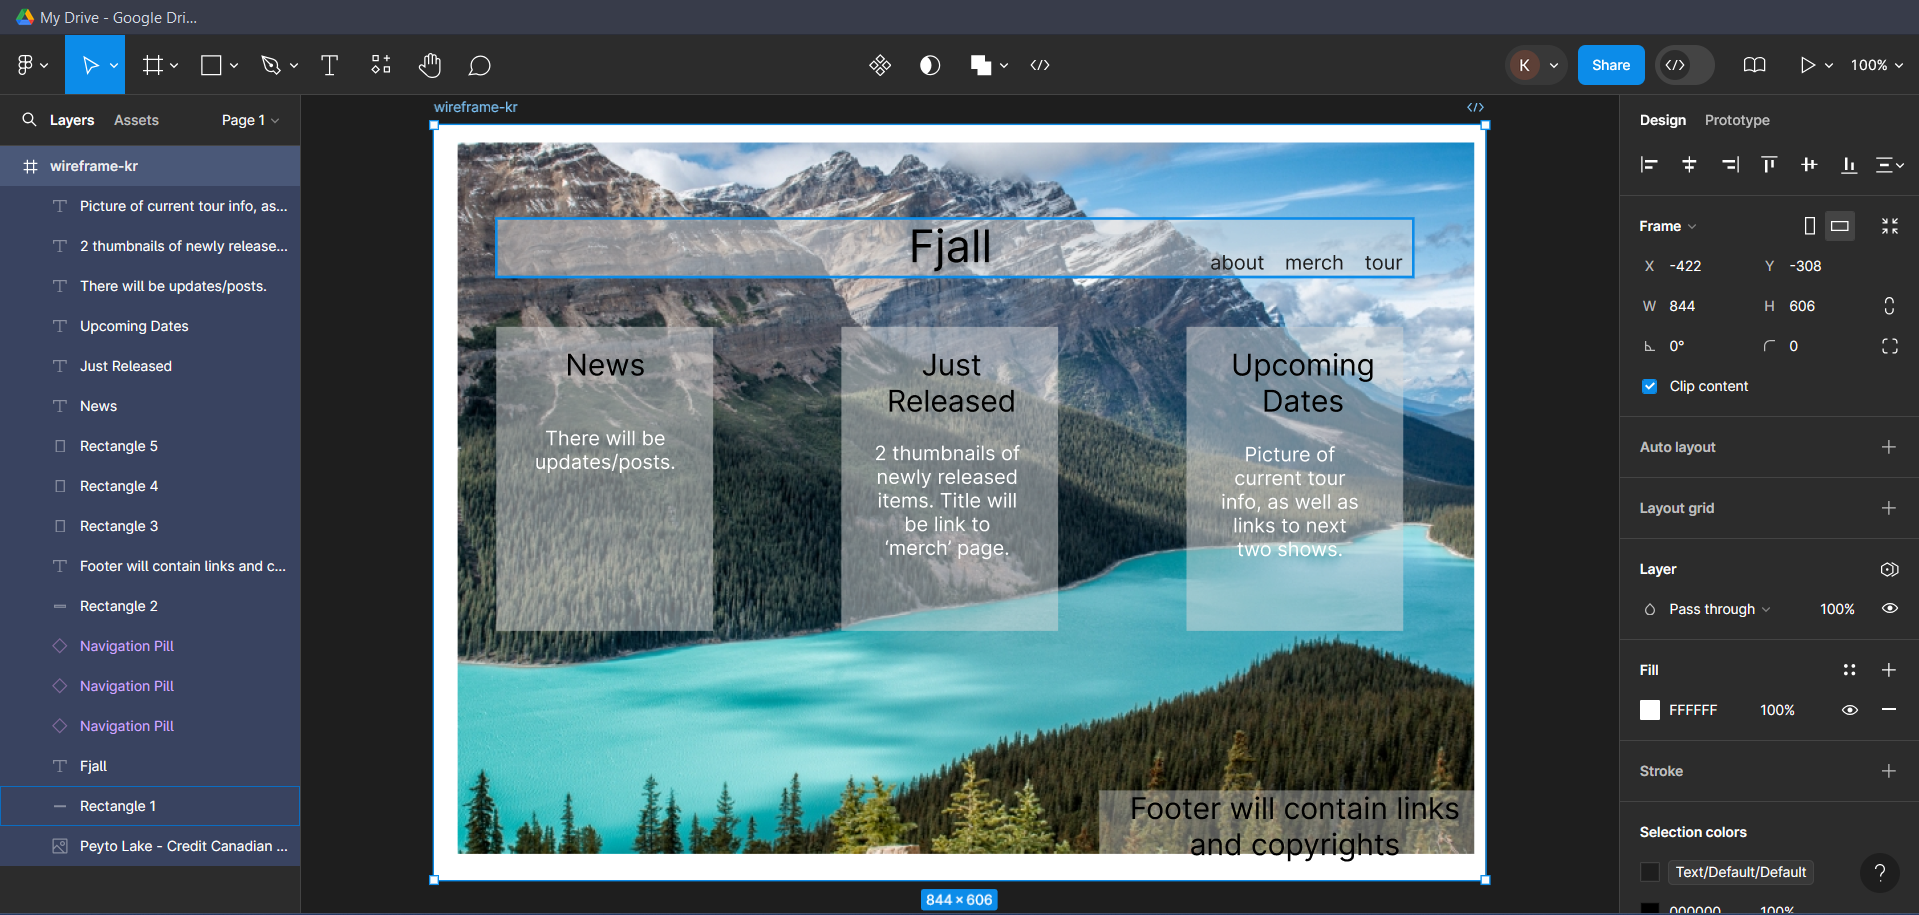 My Drive - Google Dri...
K
Share
100%
Layers
Assets
Page 1
wireframe-kr
Picture of current tour info, as...
2 thumbnails of newly release...
There will be updates/posts.
Upcoming Dates
Just Released
News
Rectangle 5
Rectangle 4
Rectangle 3
Footer will contain links and c...
Rectangle 2
Navigation Pill
Navigation Pill
Navigation Pill
Fjall
Rectangle 1
Peyto Lake - Credit Canadian ...
wireframe-kr
Fjall
about merch tour
News
There will be
updates/posts.
Just
Released
2 thumbnails of
newly released
items. Title will
be link to
‘merch’ page.
Upcoming
Dates
Picture of
current tour
info, as well as
links to next
two shows.
Footer will contain links
and copyrights
844 × 606
Design
Prototype
Frame
X -422 Y -308
W 844 H 606
0° 0
Clip content
Auto layout
Layout grid
Layer
Pass through 100%
Fill
FFFFFF 100%
Stroke
Selection colors
Text/Default/Default
?
000000 100%